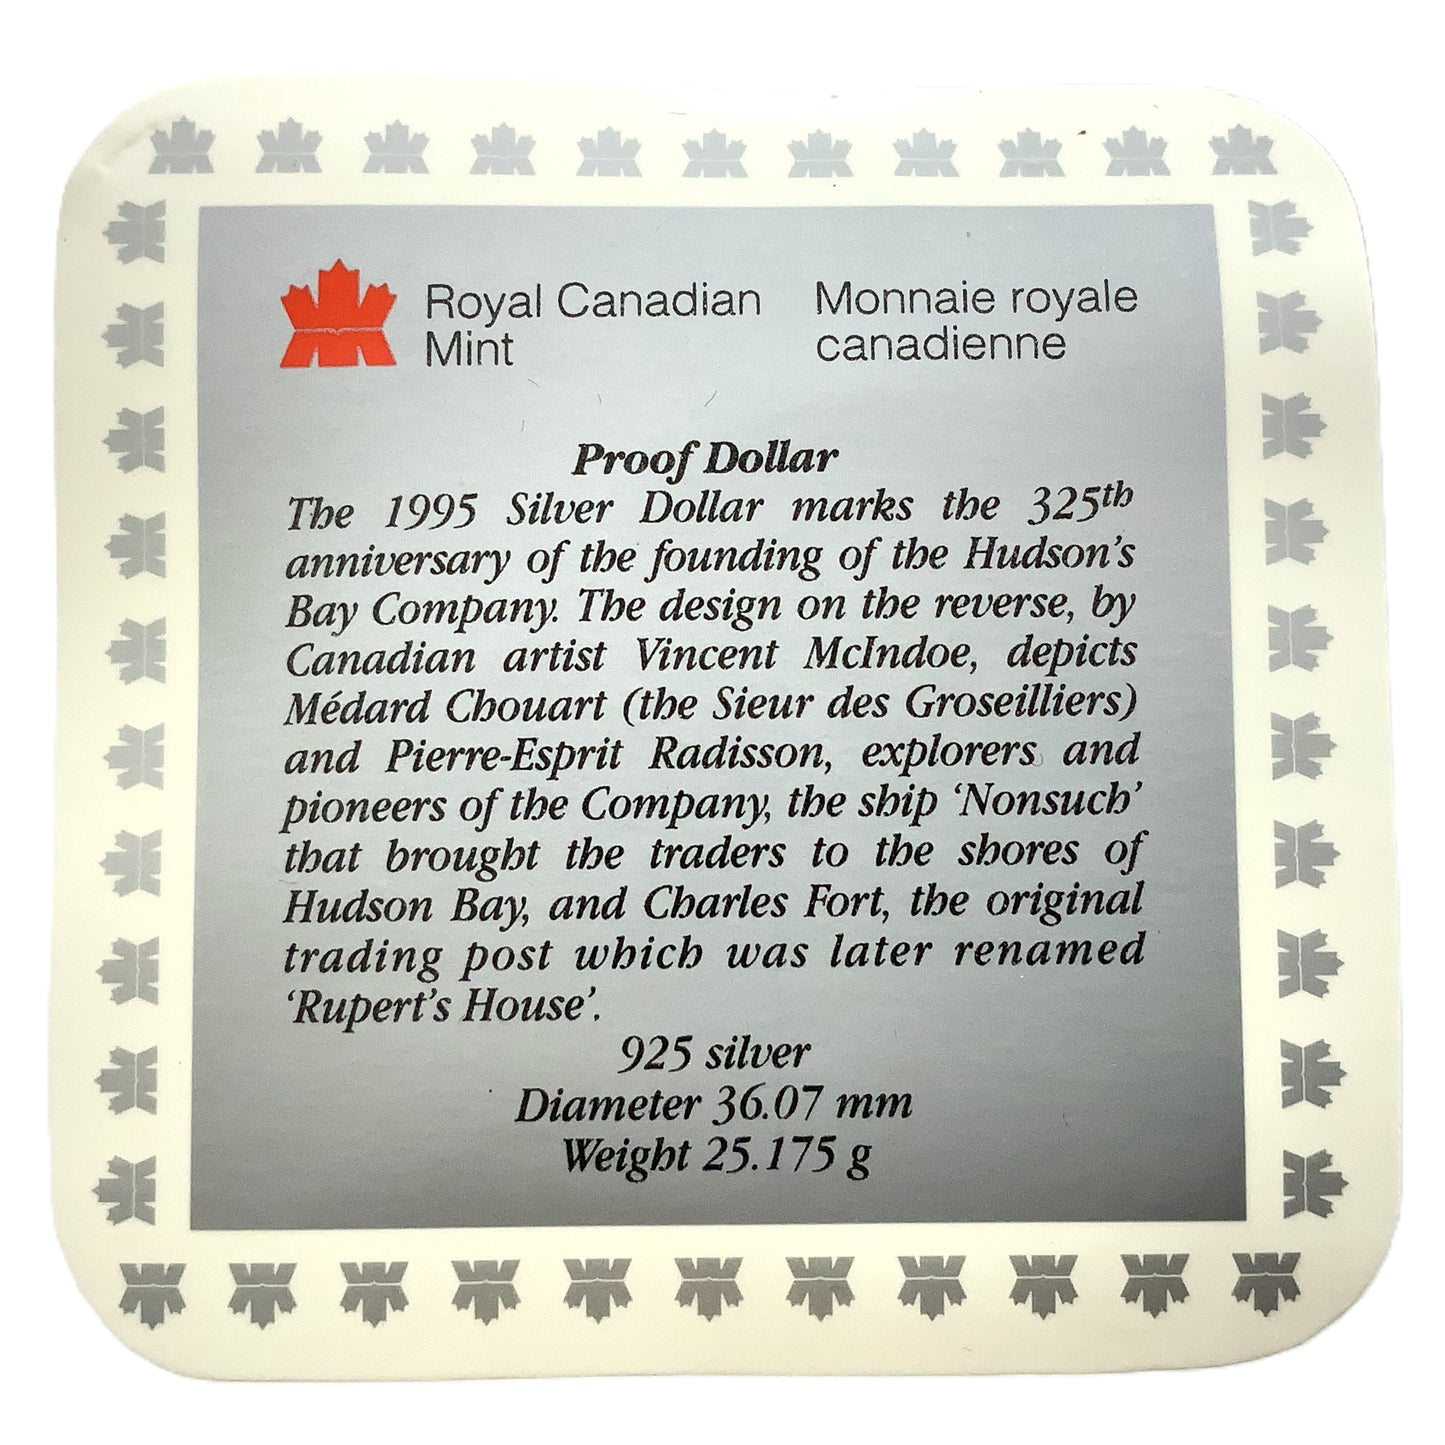 Royal Canadian Mint
Monnaie royale canadienne
Proof Dollar
The 1995 Silver Dollar marks the 325th
anniversary of the founding of the Hudson's
Bay Company. The design on the reverse, by
Canadian artist Vincent McIndoe, depicts
Médard Chouart (the Sieur des Groseilliers)
and Pierre-Esprit Radisson, explorers and
pioneers of the Company, the ship ‘Nonsuch’
that brought the traders to the shores of
Hudson Bay, and Charles Fort, the original
trading post which was later renamed
‘Rupert’s House’.
925 silver
Diameter 36.07 mm
Weight 25.175 g